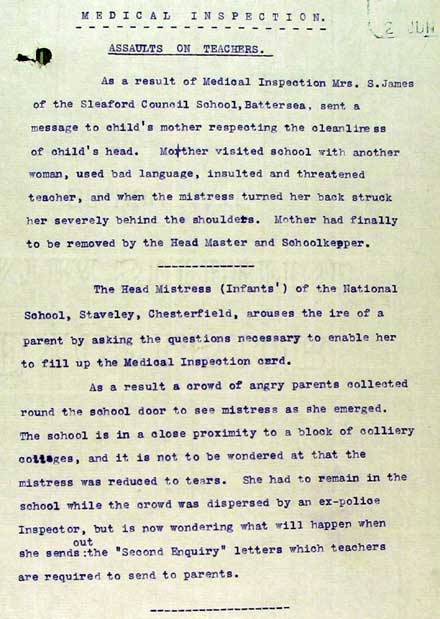 MEDICAL INSPECTION.
2 JUN
ASSAULTS ON TEACHERS.
As a result of Medical Inspection Mrs. S.James
of the Sleaford Council School,Battersea, sent a
message to child's mother respecting the cleanliness
of child's head. Mother visited school with another
woman, used bad language, insulted and threatened
teacher, and when the mistress turned her back struck
her severely behind the shoulders. Mother had finally
to be removed by the Head Master and Schoolkepper.
The Head Mistress (Infants') of the National
School, Staveley, Chesterfield, arouses the ire of a
parent by asking the questions necessary to enable her
to fill up the Medical Inspection card.
As a result a crowd of angry parents collected
round the school door to see mistress as she emerged.
The school is in a close proximity to a block of colliery
cottages, and it is not to be wondered at that the
mistress was reduced to tears. She had to remain in the
school while the crowd was dispersed by an ex-police
Inspector, but is now wondering what will happen when
out
she sends:the "Second Enquiry" letters which teachers
are required to send to parents.